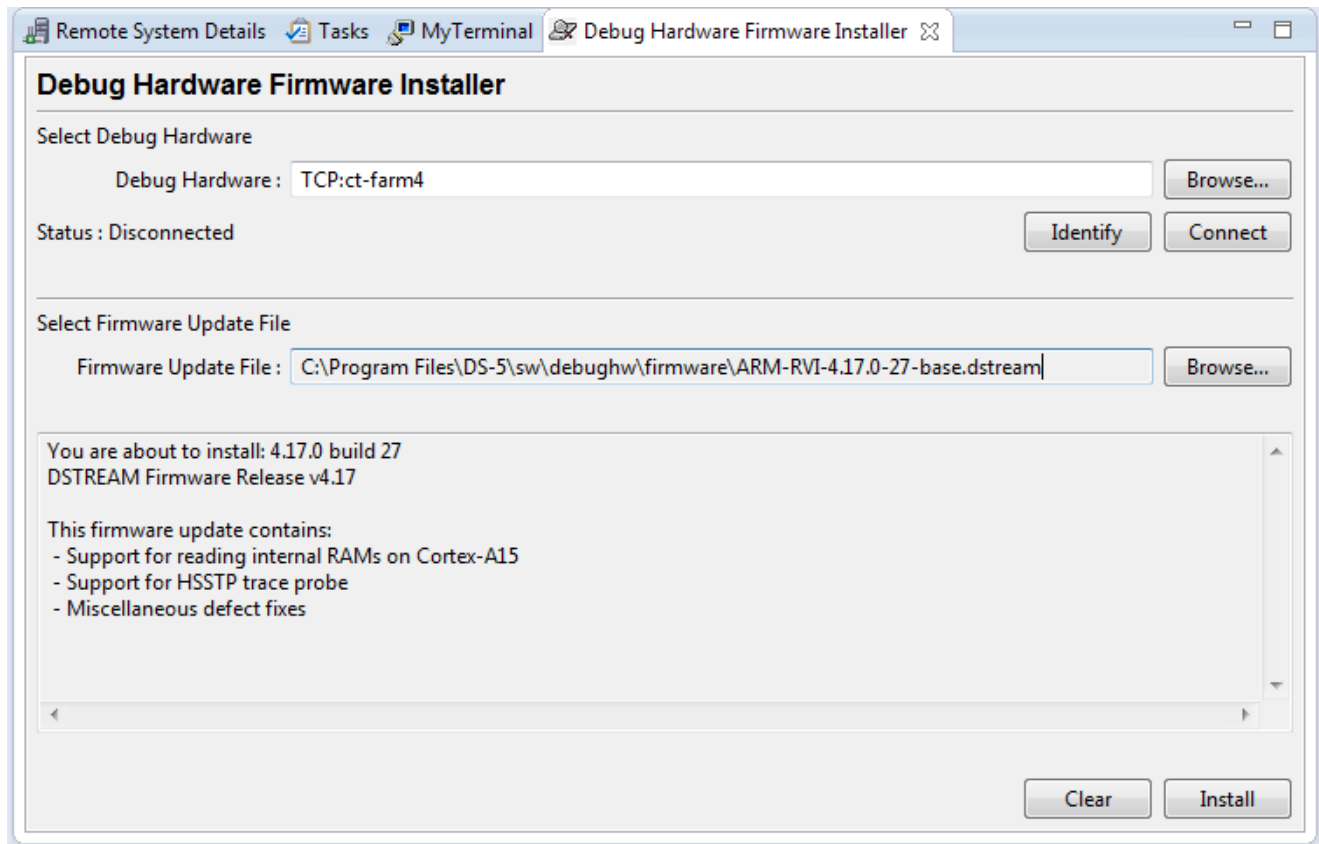 Remote System Details Tasks MyTerminal Debug Hardware Firmware Installer
Debug Hardware Firmware Installer
Select Debug Hardware
Debug Hardware : TCP:ct-farm4 Browse...
Status : Disconnected Identify Connect
Select Firmware Update File
Firmware Update File : C:\Program Files\DS-5\sw\debughw\firmware\ARM-RVI-4.17.0-27-base.dstream Browse...
You are about to install: 4.17.0 build 27
DSTREAM Firmware Release v4.17
This firmware update contains:
- Support for reading internal RAMs on Cortex-A15
- Support for HSSTP trace probe
- Miscellaneous defect fixes
Clear Install